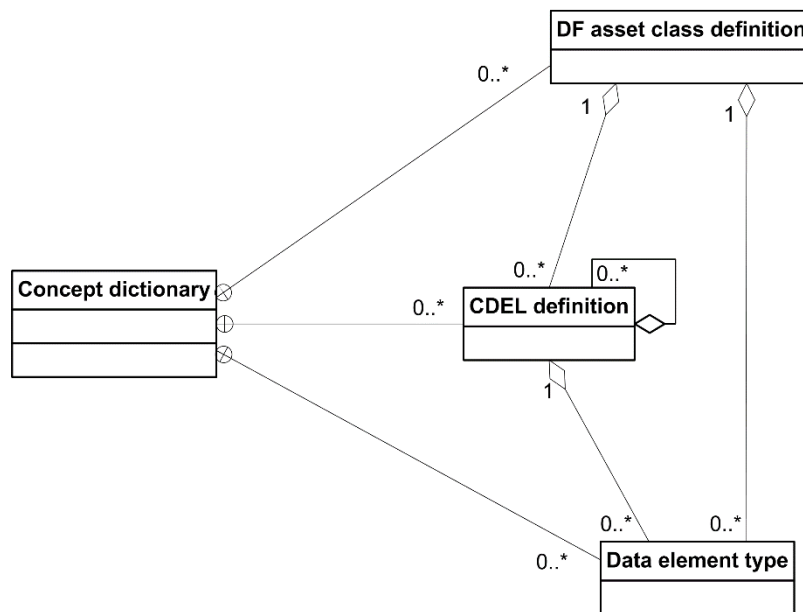 DF asset class definition
0..*
1
1
0..*
0..*
Concept dictionary
0..*
CDEL definition
1
0..*
0..*
0..*
Data element type